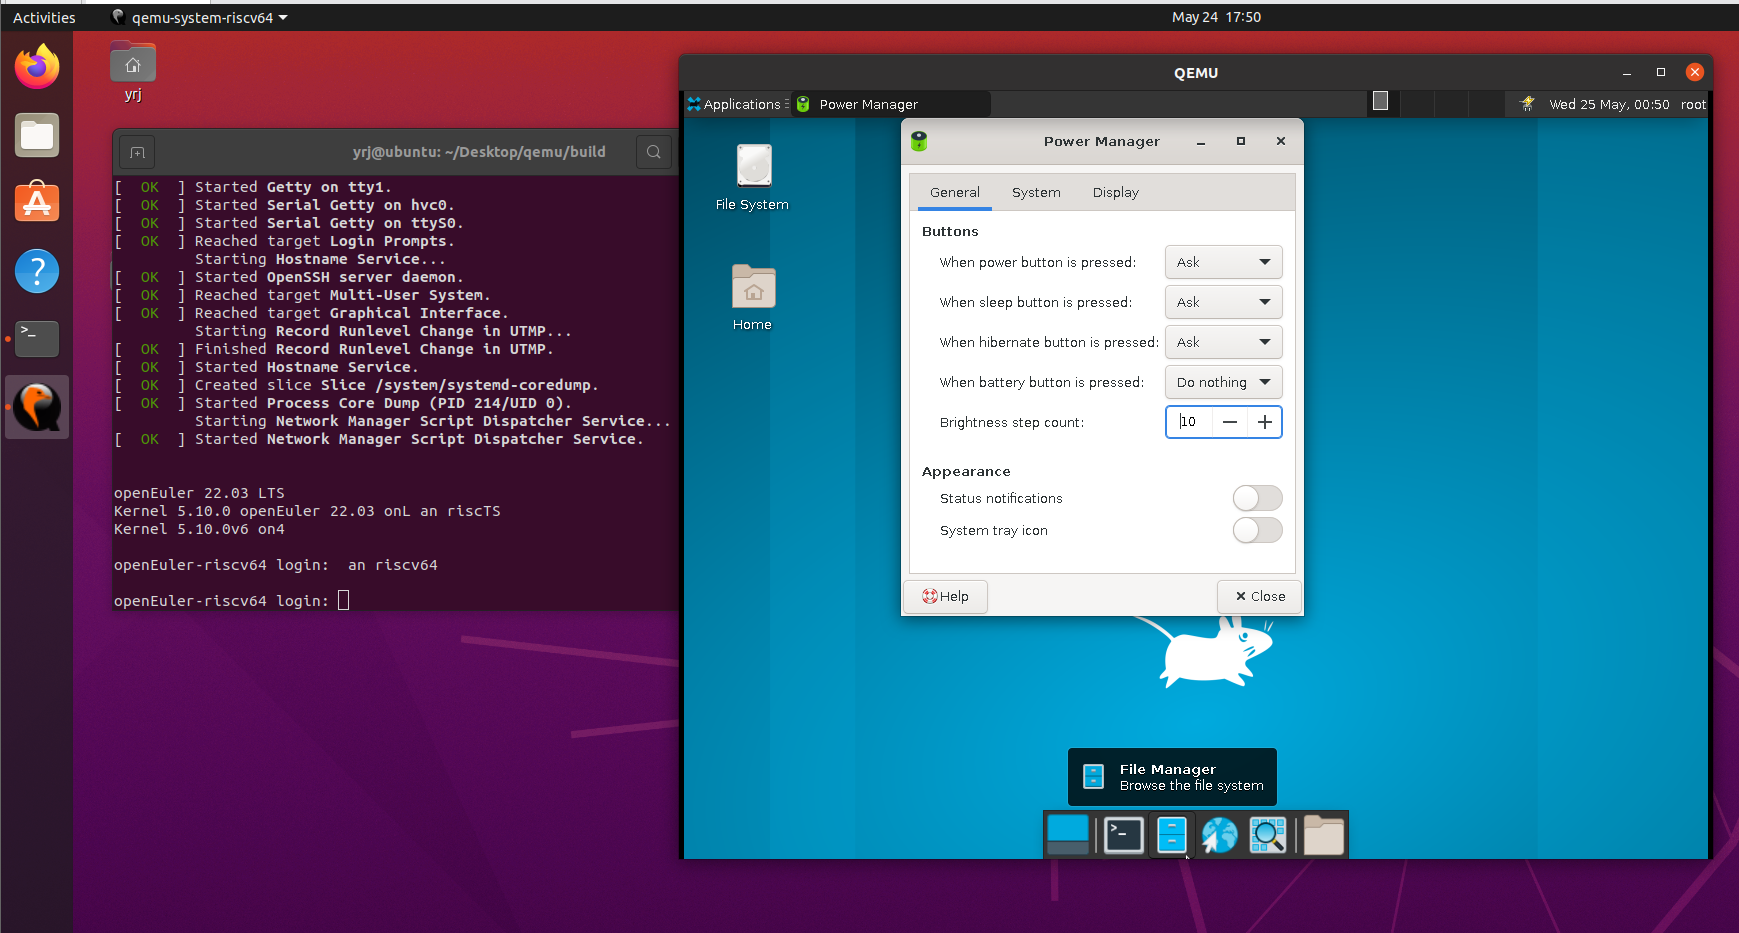 Activities
qemu-system-riscv64
May 24 17:50
yrj
yrj@ubuntu: ~/Desktop/qemu/build
[  OK  ] Started Getty on tty1.
[  OK  ] Started Serial Getty on hvc0.
[  OK  ] Started Serial Getty on ttyS0.
[  OK  ] Reached target Login Prompts.
         Starting Hostname Service...
[  OK  ] Started OpenSSH server daemon.
[  OK  ] Reached target Multi-User System.
[  OK  ] Reached target Graphical Interface.
         Starting Record Runlevel Change in UTMP...
[  OK  ] Finished Record Runlevel Change in UTMP.
[  OK  ] Started Hostname Service.
[  OK  ] Created slice Slice /system/systemd-coredump.
[  OK  ] Started Process Core Dump (PID 214/UID 0).
         Starting Network Manager Script Dispatcher Service...
[  OK  ] Started Network Manager Script Dispatcher Service.
openEuler 22.03 LTS
Kernel 5.10.0 openEuler 22.03 onL an riscTS
Kernel 5.10.0v6 on4
openEuler-riscv64 login:  an riscv64
openEuler-riscv64 login:
QEMU
Applications
Power Manager
Wed 25 May, 00:50
root
File System
Home
Power Manager
General
System
Display
Buttons
When power button is pressed:
Ask
When sleep button is pressed:
Ask
When hibernate button is pressed:
Ask
When battery button is pressed:
Do nothing
Brightness step count:
10
Appearance
Status notifications
System tray icon
Help
Close
File Manager
Browse the file system